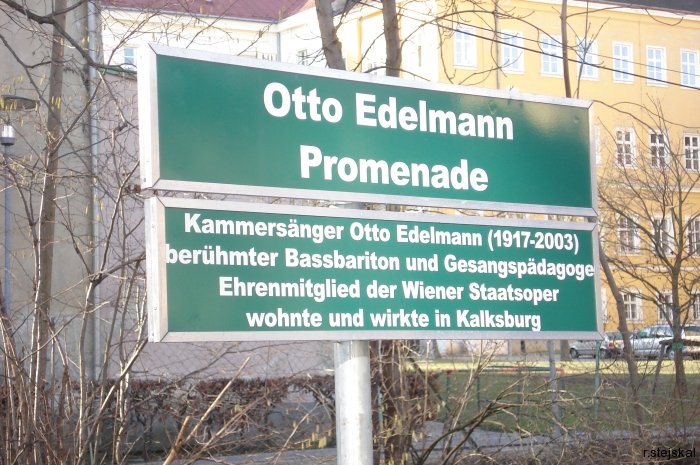 Otto Edelmann
Promenade
Kammersänger Otto Edelmann (1917-2003)
berühmter Bassbariton und Gesangspädagoge
Ehrenmitglied der Wiener Staatsoper
wohnte und wirkte in Kalksburg
r.stejskal